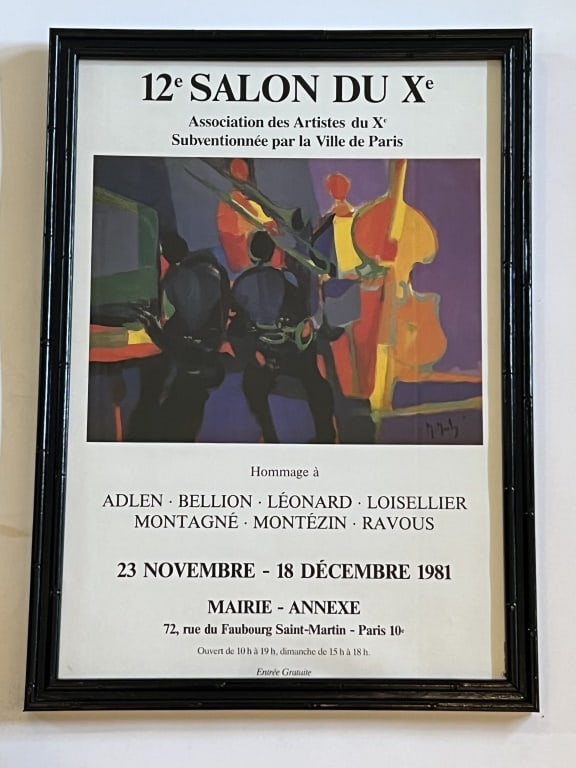 12e SALON DU Xe
Association des Artistes du Xe
Subventionnée par la Ville de Paris
Hommage à
ADLEN · BELLION · LÉONARD · LOISELLIER
MONTAGNÉ · MONTÉZIN · RAVOUS
23 NOVEMBRE - 18 DÉCEMBRE 1981
MAIRIE - ANNEXE
72, rue du Faubourg Saint-Martin - Paris 10e
Ouvert de 10 h à 19 h, dimanche de 15 h à 18 h.
Entrée Gratuite